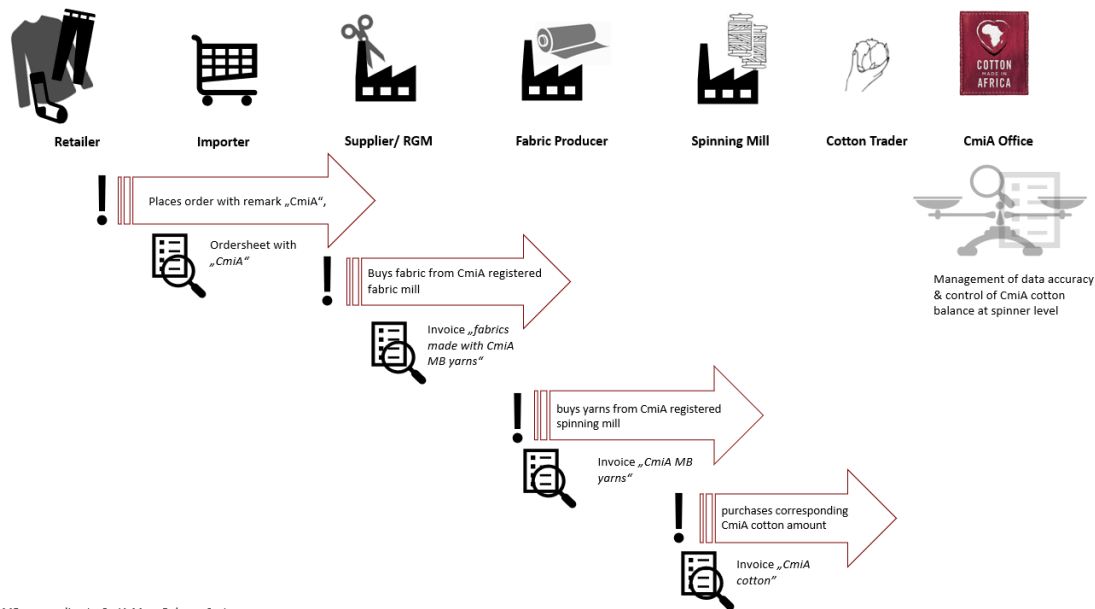 COTTON
MADE IN
AFRICA
Retailer
Importer
Supplier/ RGM
Fabric Producer
Spinning Mill
Cotton Trader
CmiA Office
Places order with remark „CmiA“,
Ordersheet with
„CmiA“
Buys fabric from CmiA registered
fabric mill
Management of data accuracy
& control of CmiA cotton
balance at spinner level
Invoice „fabrics
made with CmiA
MB yarns“
buys yarns from CmiA registered
spinning mill
Invoice „CmiA MB
yarns“
purchases corresponding
CmiA cotton amount
Invoice „CmiA
cotton“